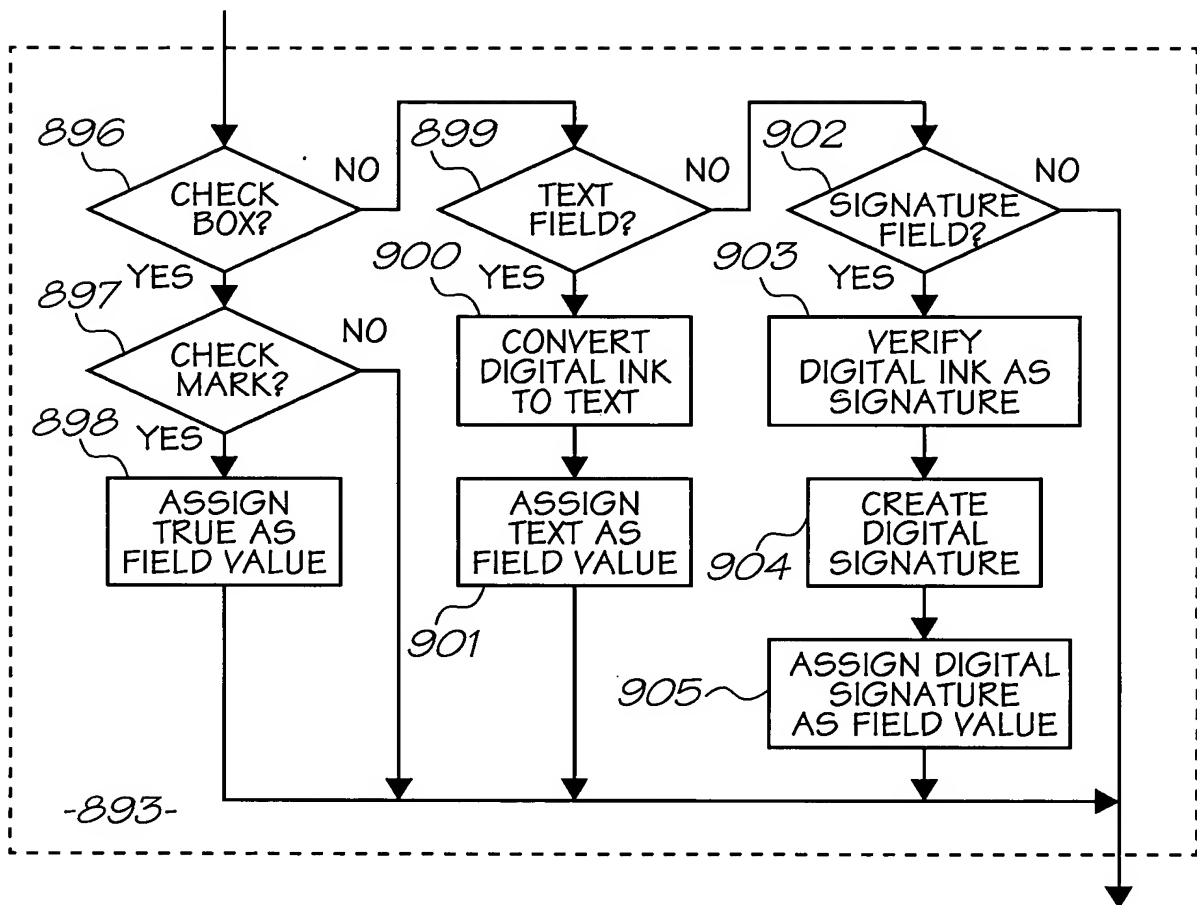 896
CHECK
BOX?
NO
YES
897
CHECK
MARK?
NO
YES
898
ASSIGN
TRUE AS
FIELD VALUE
899
TEXT
FIELD?
NO
YES
900
CONVERT
DIGITAL INK
TO TEXT
ASSIGN
TEXT AS
FIELD VALUE
901
902
SIGNATURE
FIELD?
NO
YES
903
VERIFY
DIGITAL INK AS
SIGNATURE
CREATE
DIGITAL
SIGNATURE
904
ASSIGN DIGITAL
SIGNATURE
AS FIELD VALUE
905
-893-